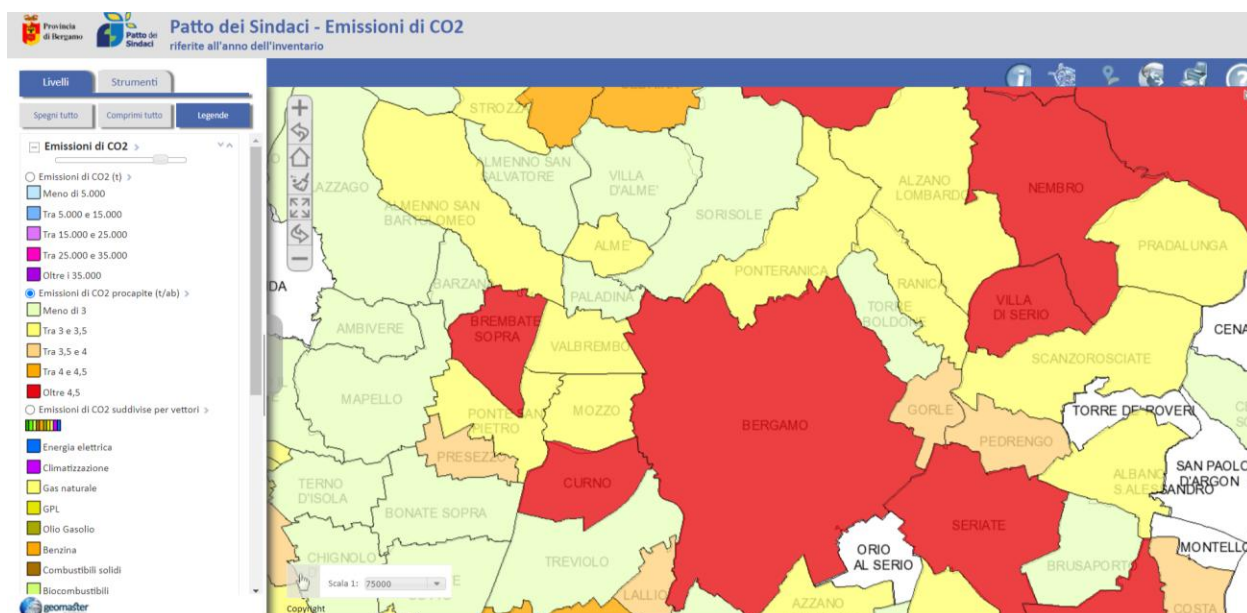 Provincia
di Bergamo
Patto dei
Sindaci
Patto dei Sindaci - Emissioni di CO2
riferite all'anno dell'inventario
Livelli
Strumenti
Spegni tutto
Comprimi tutto
Legende
Emissioni di CO2 >
Emissioni di CO2 (t) >
Meno di 5.000
Tra 5.000 e 15.000
Tra 15.000 e 25.000
Tra 25.000 e 35.000
Oltre i 35.000
Emissioni di CO2 procapite (t/ab) >
Meno di 3
Tra 3 e 3,5
Tra 3,5 e 4
Tra 4 e 4,5
Oltre 4,5
Emissioni di CO2 suddivise per vettori >
Energia elettrica
Climatizzazione
Gas naturale
GPL
Olio Gasolio
Benzina
Combustibili solidi
Biocombustibili
geomaster
STROZZ
ALMENNO SAN
SALVATORE
VILLA
D'ALME'
AZZAGO
ALMENNO SAN
BARTOLOMEO
SORISOLE
ALZANO
LOMBARDO
NEMBRO
ALME'
PRADALUNGA
PONTERANICA
BARZANA
RANICA
DA
PALADINA
TORRE
BOLDONE
VILLA
DI SERIO
AMBIVERE
BREMBATE
SOPRA
VALBREMBO
CENA
SCANZOROSCIATE
MAPELLO
PONTE SAN
PIETRO
MOZZO
GORLE
TORRE DE' ROVERI
BERGAMO
PRESEZZO
PEDRENGO
TERNO
D'ISOLA
CURNO
ALBANO
S.ALESSANDRO
SAN PAOLO
D'ARGON
BONATE SOPRA
SERIATE
CHIGNOLO
TREVIOLO
ORIO
AL SERIO
BRUSAPORTO
MONTELLO
Scala 1: 75000
LALLIO
AZZANO
COSTA
Copyright